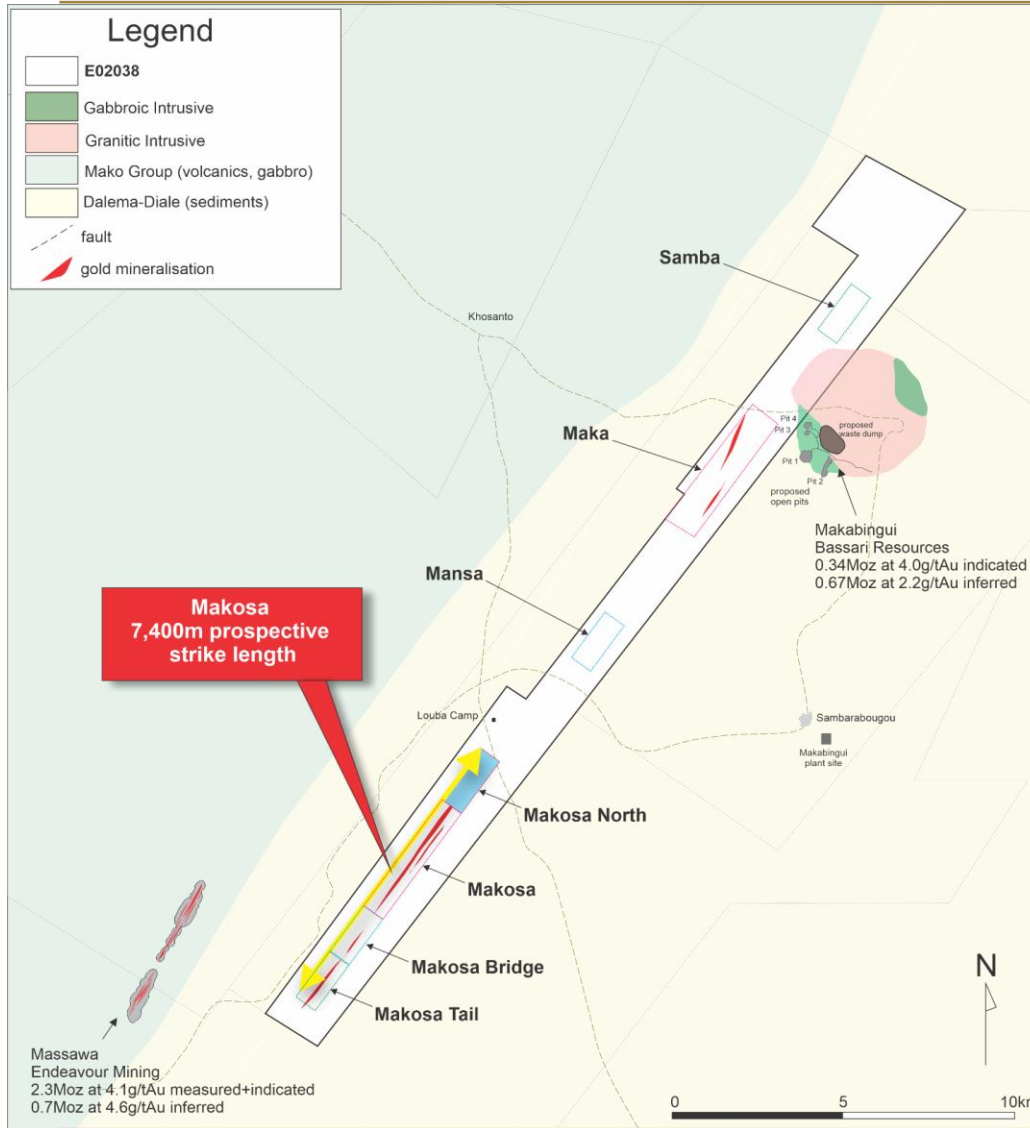 Legend
E02038
Gabbroic Intrusive
Granitic Intrusive
Mako Group (volcanics, gabbro)
Dalema-Diale (sediments)
fault
gold mineralisation
Samba
Khosanto
Maka
Pit 4
Pit 3
proposed
waste dump
Pit 1
Pit 2
proposed
open pits
Makabingui
Bassari Resources
0.34Moz at 4.0g/tAu indicated
0.67Moz at 2.2g/tAu inferred
Mansa
Makosa
7,400m prospective
strike length
Louba Camp
Sambarabougou
Makabingui
plant site
Makosa North
Makosa
Makosa Bridge
Makosa Tail
N
Massawa
Endeavour Mining
2.3Moz at 4.1g/tAu measured+indicated
0.7Moz at 4.6g/tAu inferred
0 5 10km